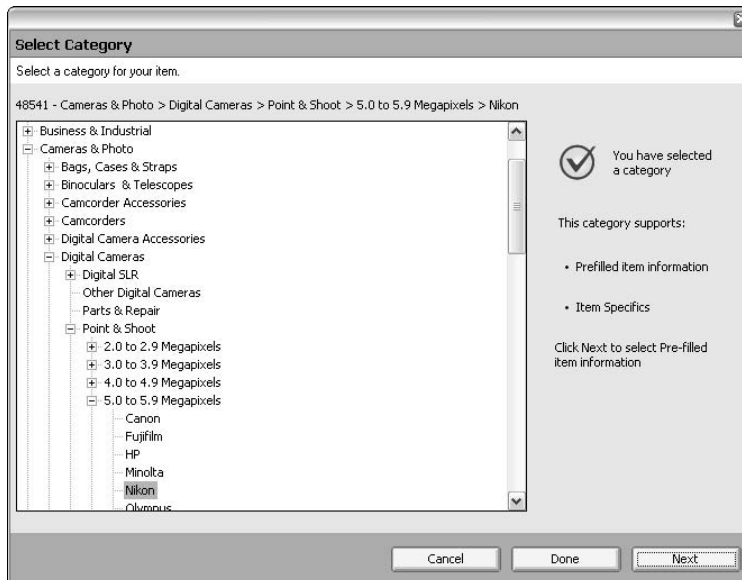 Select Category
Select a category for your item.
48541 - Cameras & Photo > Digital Cameras > Point & Shoot > 5.0 to 5.9 Megapixels > Nikon
Business & Industrial
Cameras & Photo
Bags, Cases & Straps
Binoculars & Telescopes
Camcorder Accessories
Camcorders
Digital Camera Accessories
Digital Cameras
Digital SLR
Other Digital Cameras
Parts & Repair
Point & Shoot
2.0 to 2.9 Megapixels
3.0 to 3.9 Megapixels
4.0 to 4.9 Megapixels
5.0 to 5.9 Megapixels
Canon
Fujifilm
HP
Minolta
Nikon
Olympus
You have selected
a category
This category supports:
• Prefilled item information
• Item Specifics
Click Next to select Pre-filled
item information
Cancel
Done
Next